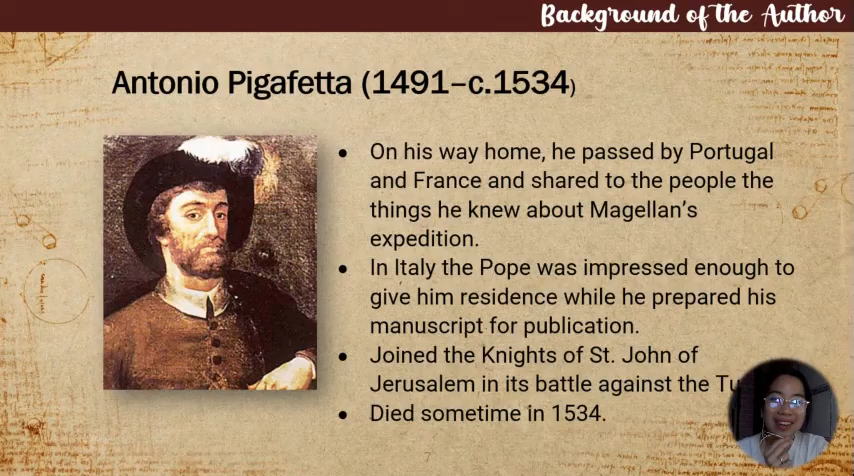 Background of the Author
Antonio Pigafetta (1491–c.1534)
• On his way home, he passed by Portugal
and France and shared to the people the
things he knew about Magellan’s
expedition.
• In Italy the Pope was impressed enough to
give him residence while he prepared his
manuscript for publication.
• Joined the Knights of St. John of
Jerusalem in its battle against the Tu
• Died sometime in 1534.
7